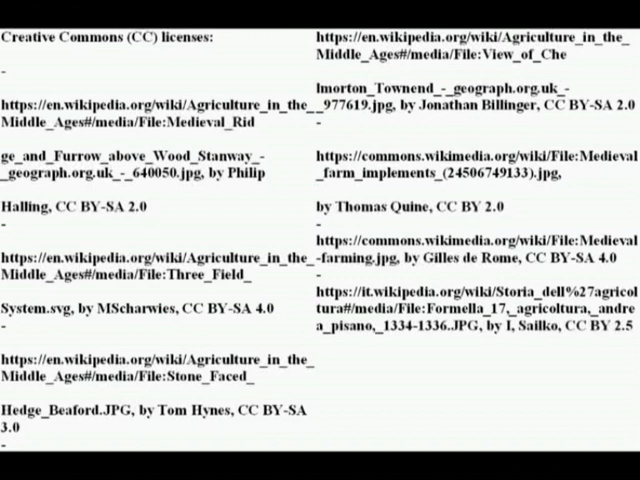 Creative Commons (CC) licenses:
-
https://en.wikipedia.org/wiki/Agriculture_in_the_
Middle_Ages#/media/File:Medieval_Rid
ge_and_Furrow_above_Wood_Stanway_-
_geograph.org.uk_-_640050.jpg, by Philip
Halling, CC BY-SA 2.0
-
https://en.wikipedia.org/wiki/Agriculture_in_the_
Middle_Ages#/media/File:Three_Field_
System.svg, by MScharwies, CC BY-SA 4.0
-
https://en.wikipedia.org/wiki/Agriculture_in_the_
Middle_Ages#/media/File:Stone_Faced_
Hedge_Beaford.JPG, by Tom Hynes, CC BY-SA
3.0
-
https://en.wikipedia.org/wiki/Agriculture_in_the_
Middle_Ages#/media/File:View_of_Che
lmorton_Townend_-_geograph.org.uk_-
_977619.jpg, by Jonathan Billinger, CC BY-SA 2.0
-
https://commons.wikimedia.org/wiki/File:Medieval
_farm_implements_(24506749133).jpg,
by Thomas Quine, CC BY 2.0
-
https://commons.wikimedia.org/wiki/File:Medieval
-farming.jpg, by Gilles de Rome, CC BY-SA 4.0
-
https://it.wikipedia.org/wiki/Storia_dell%27agricol
tura#/media/File:Formella_17,_agricoltura,_andre
a_pisano,_1334-1336.JPG, by I, Sailko, CC BY 2.5